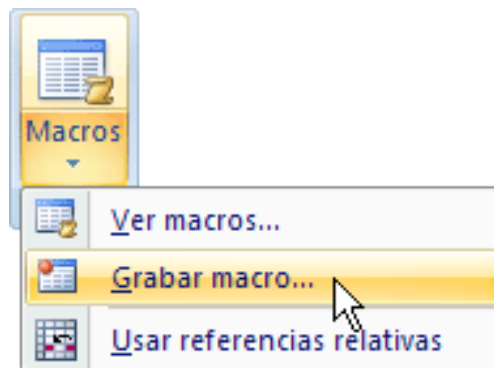 Macros
Ver macros...
Grabar macro...
Usar referencias relativas